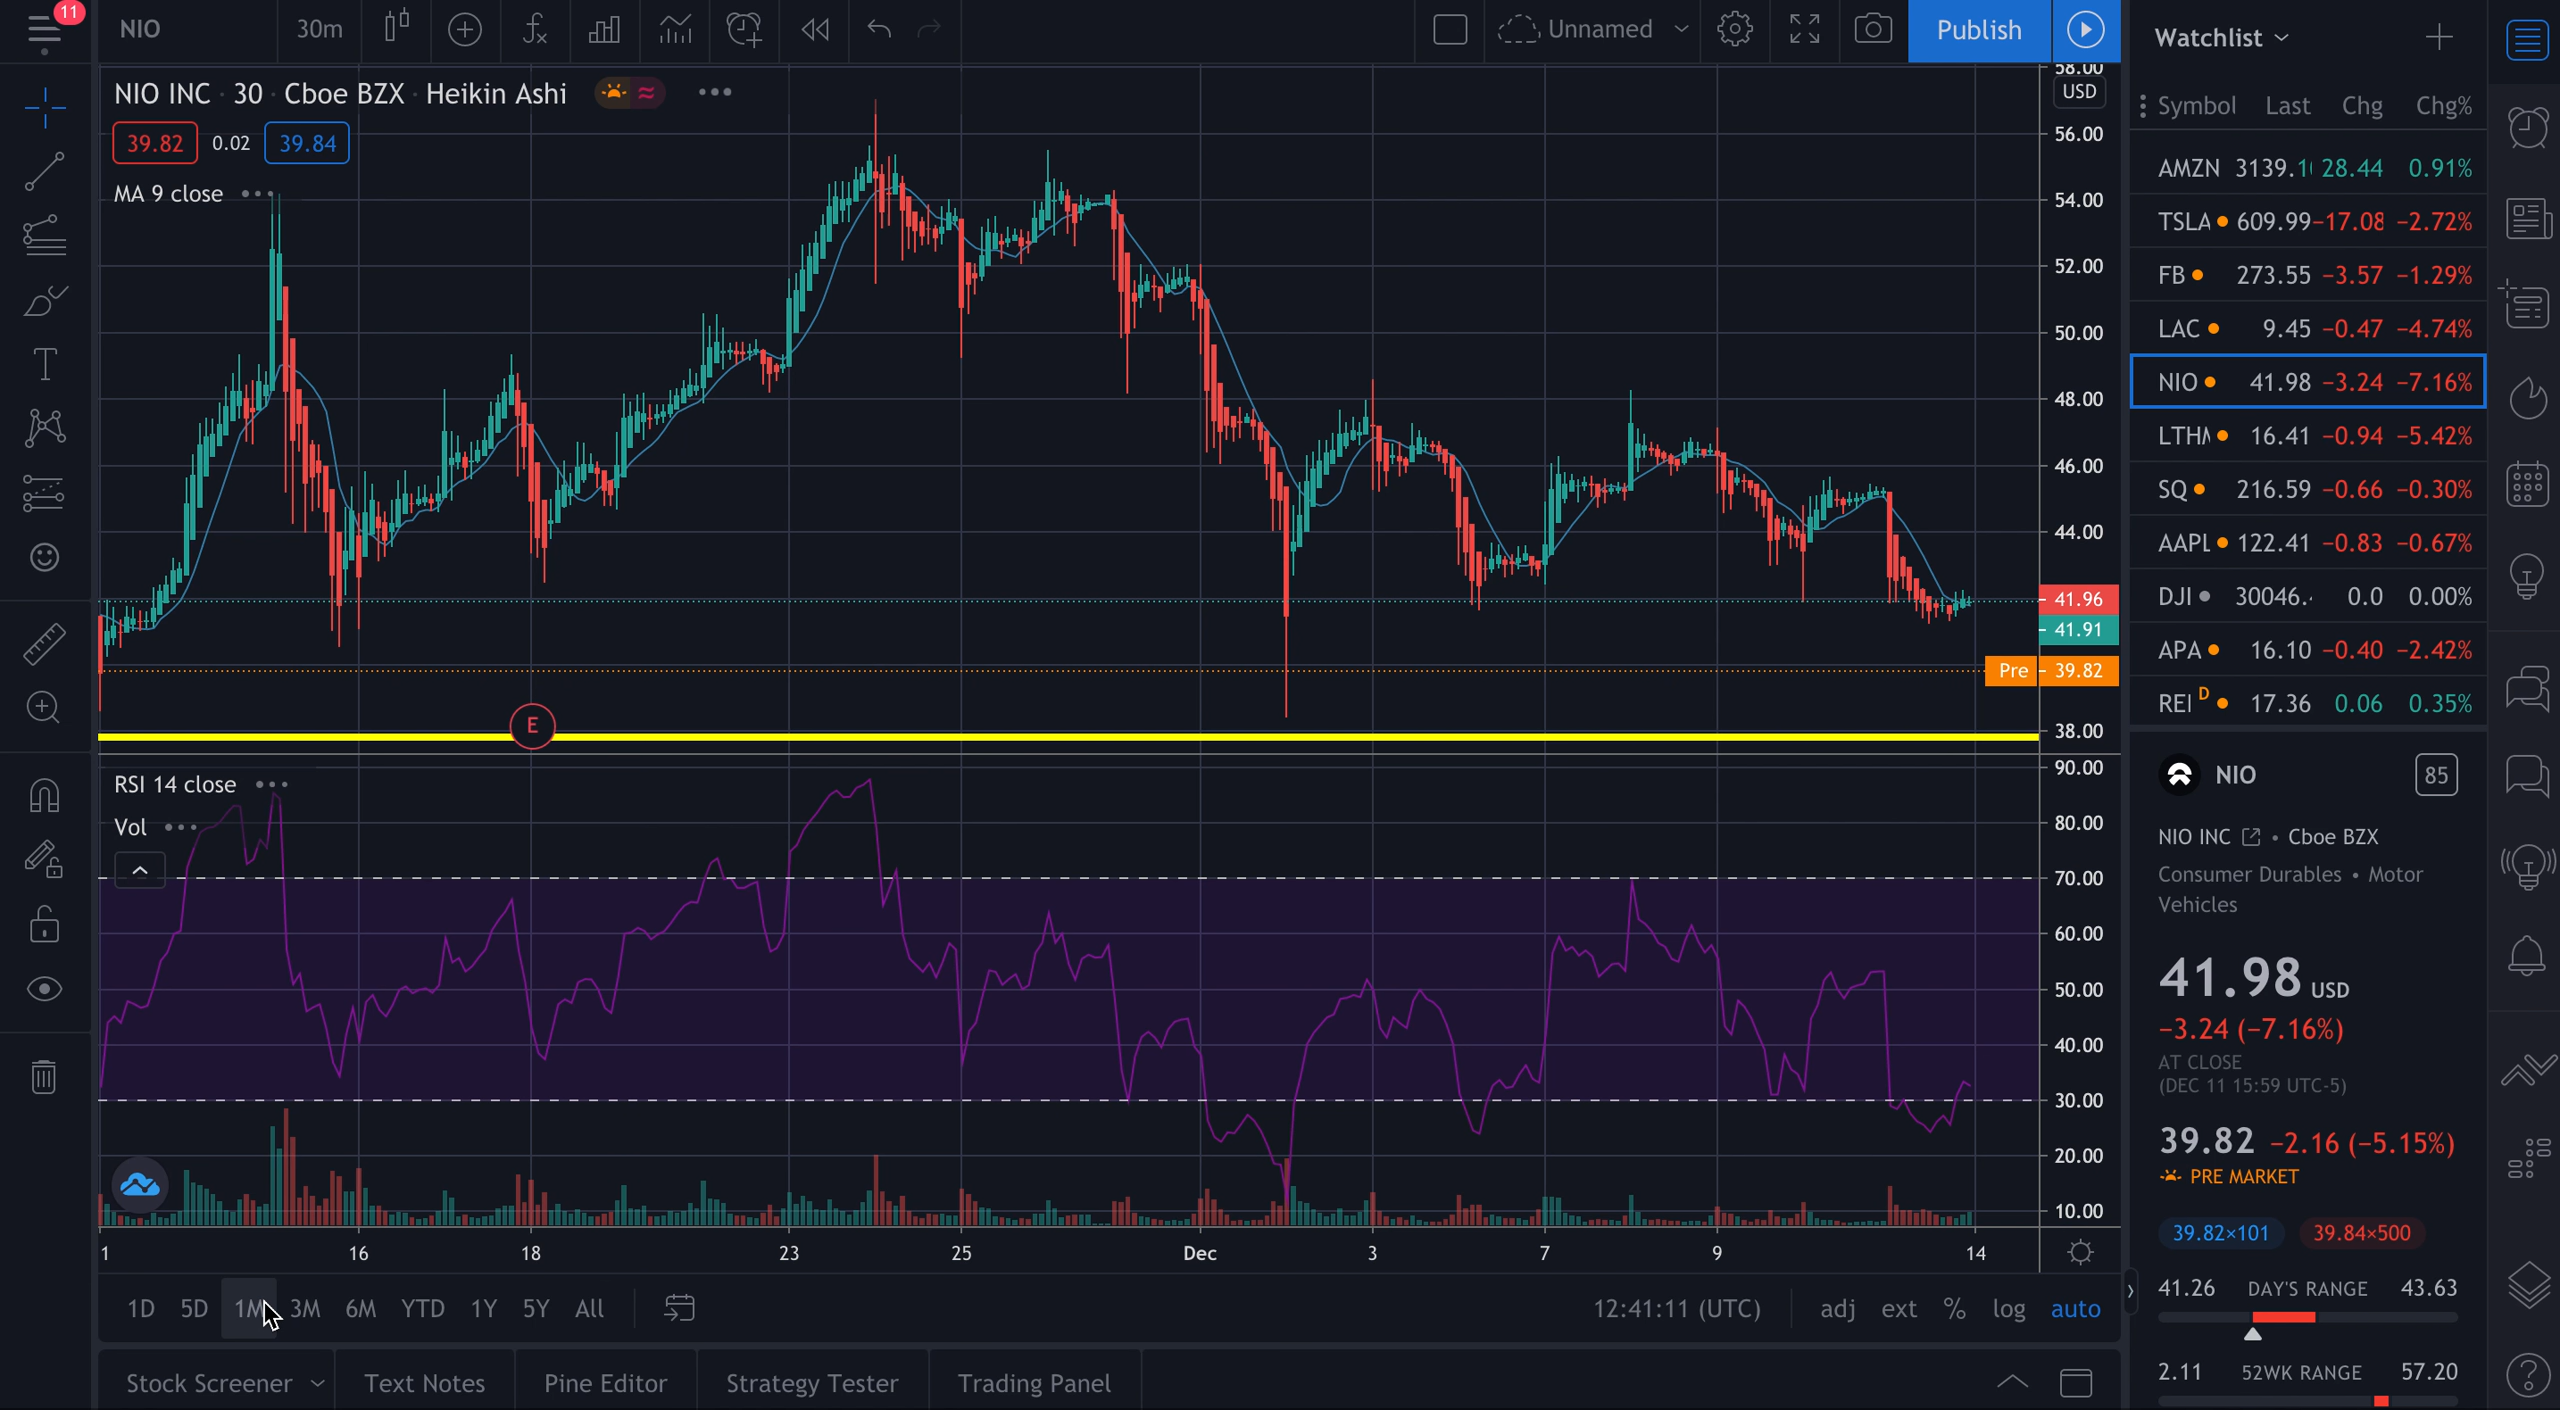 11
NIO 30m Unnamed Publish
NIO INC · 30 · Cboe BZX · Heikin Ashi
39.82 0.02 39.84
MA 9 close
58.00
USD
56.00
54.00
52.00
50.00
48.00
46.00
44.00
41.96
41.91
Pre 39.82
38.00
E
RSI 14 close
Vol
90.00
80.00
70.00
60.00
50.00
40.00
30.00
20.00
10.00
1 16 18 23 25 Dec 3 7 9 14
1D 5D 1M 3M 6M YTD 1Y 5Y All
12:41:11 (UTC) adj ext % log auto
Stock Screener Text Notes Pine Editor Strategy Tester Trading Panel
Watchlist
Symbol Last Chg Chg%
AMZN 3139.1 28.44 0.91%
TSLA 609.99 −17.08 −2.72%
FB 273.55 −3.57 −1.29%
LAC 9.45 −0.47 −4.74%
NIO 41.98 −3.24 −7.16%
LTH 16.41 −0.94 −5.42%
SQ 216.59 −0.66 −0.30%
AAPL 122.41 −0.83 −0.67%
DJI 30046. 0.0 0.00%
APA 16.10 −0.40 −2.42%
REI D 17.36 0.06 0.35%
NIO 85
NIO INC • Cboe BZX
Consumer Durables • Motor
Vehicles
41.98 USD
−3.24 (−7.16%)
AT CLOSE
(DEC 11 15:59 UTC-5)
39.82 −2.16 (−5.15%)
PRE MARKET
39.82×101 39.84×500
41.26 DAY'S RANGE 43.63
2.11 52WK RANGE 57.20